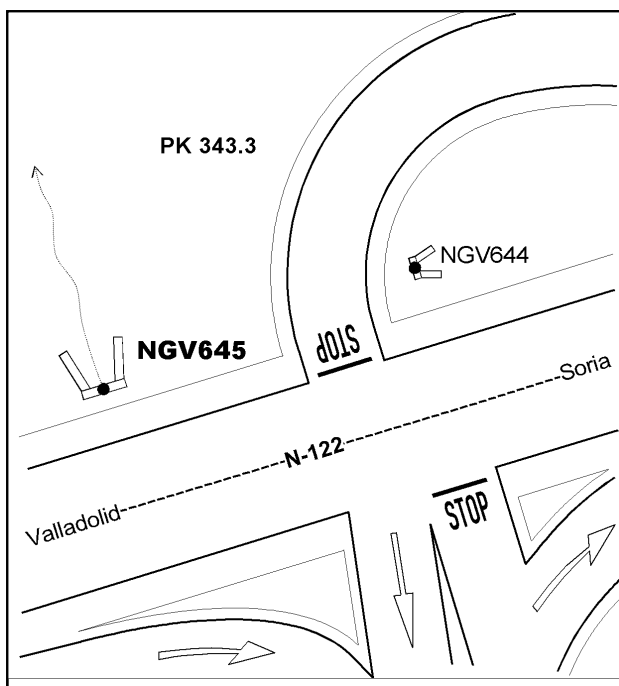 PK 343.3
NGV644
NGV645
STOP
Soria
N-122
STOP
Valladolid